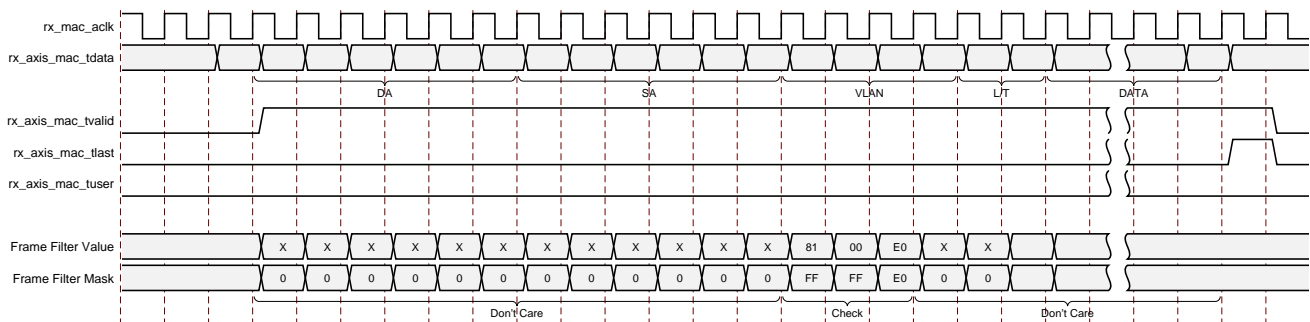 rx_mac_aclk
rx_axis_mac_tdata
DA SA VLAN L/T DATA
rx_axis_mac_tvalid
rx_axis_mac_tlast
rx_axis_mac_tuser
Frame Filter Value X X X X X X X X X X X X 81 00 E0 X X
Frame Filter Mask 0 0 0 0 0 0 0 0 0 0 0 0 FF FF E0 0 0
Don't Care Check Don't Care